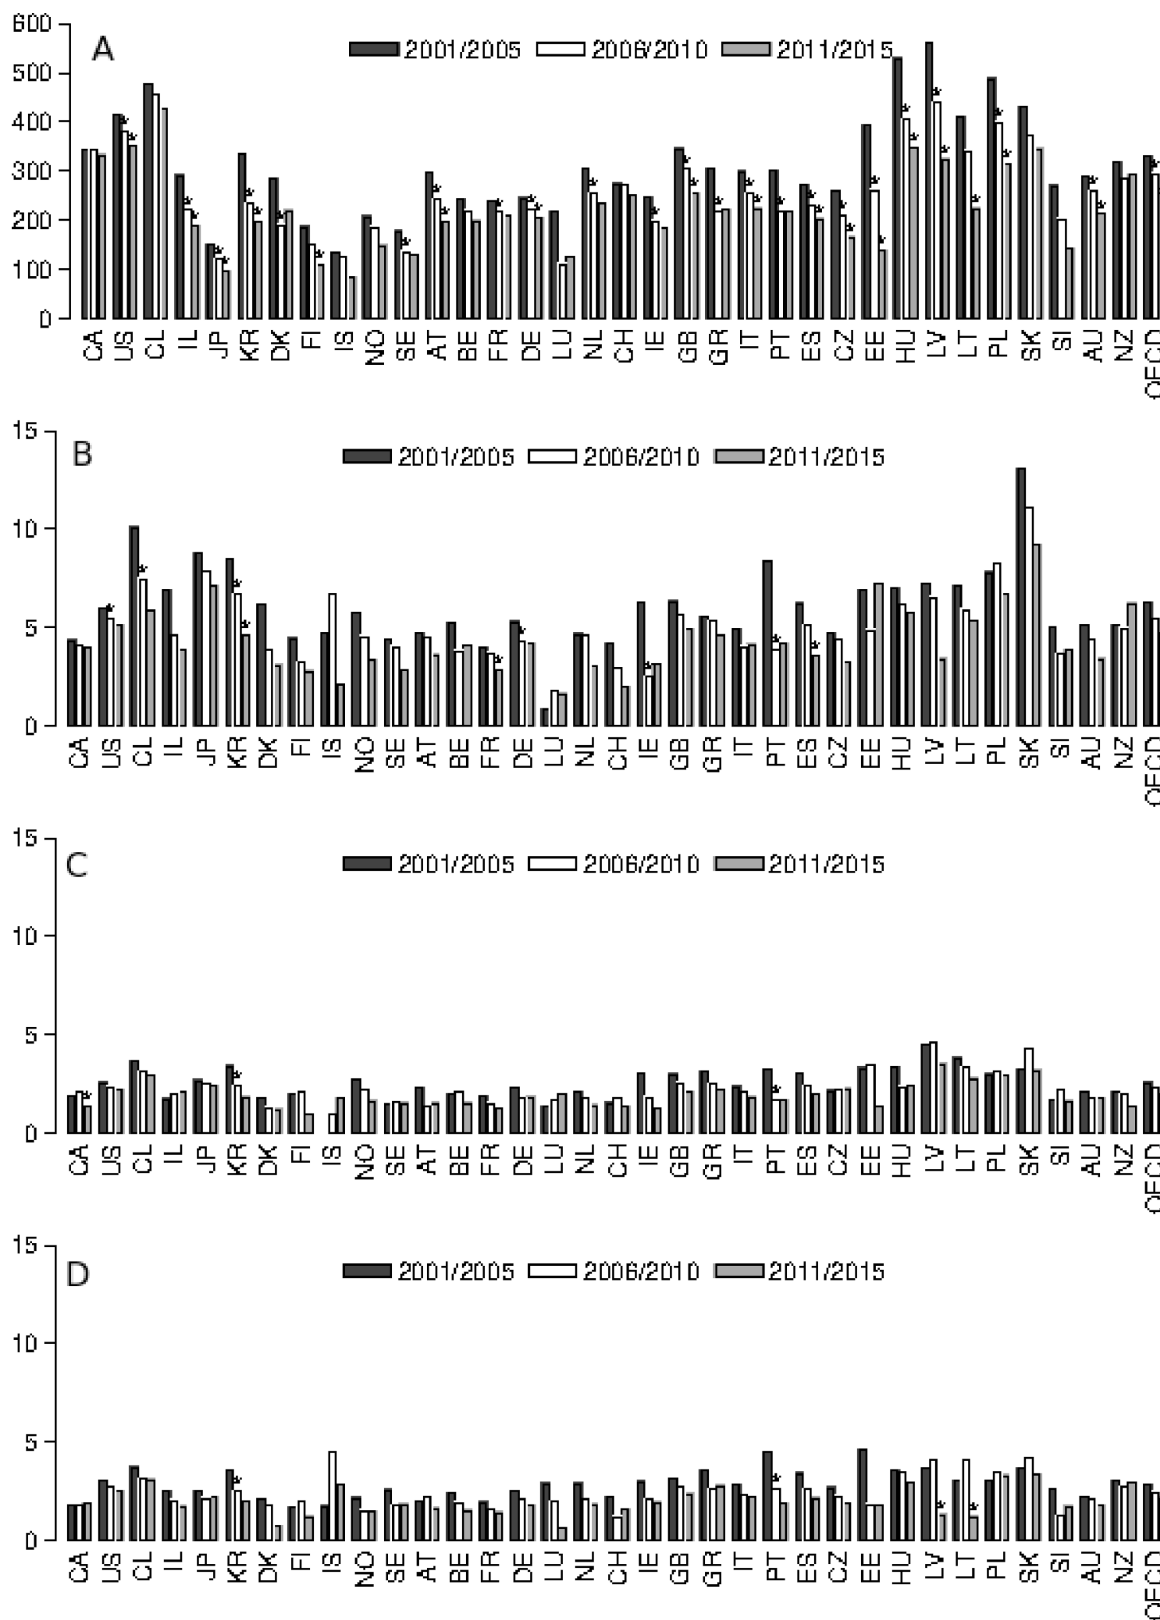 600
A
2001/2005 2006/2010 2011/2015
500
400
300
200
100
0
CA US CL IL JP KR DK FI IS NO SE AT BE FR DE LU NL CH IE GB GR IT PT ES CZ EE HU LV LT PL SK SI AU NZ OECD
15
B
2001/2005 2006/2010 2011/2015
10
5
0
CA US CL IL JP KR DK FI IS NO SE AT BE FR DE LU NL CH IE GB GR IT PT ES CZ EE HU LV LT PL SK SI AU NZ OECD
15
C
2001/2005 2006/2010 2011/2015
10
5
0
CA US CL IL JP KR DK FI IS NO SE AT BE FR DE LU NL CH IE GB GR IT PT ES CZ EE HU LV LT PL SK SI AU NZ OECD
15
D
2001/2005 2006/2010 2011/2015
10
5
0
CA US CL IL JP KR DK FI IS NO SE AT BE FR DE LU NL CH IE GB GR IT PT ES CZ EE HU LV LT PL SK SI AU NZ OECD